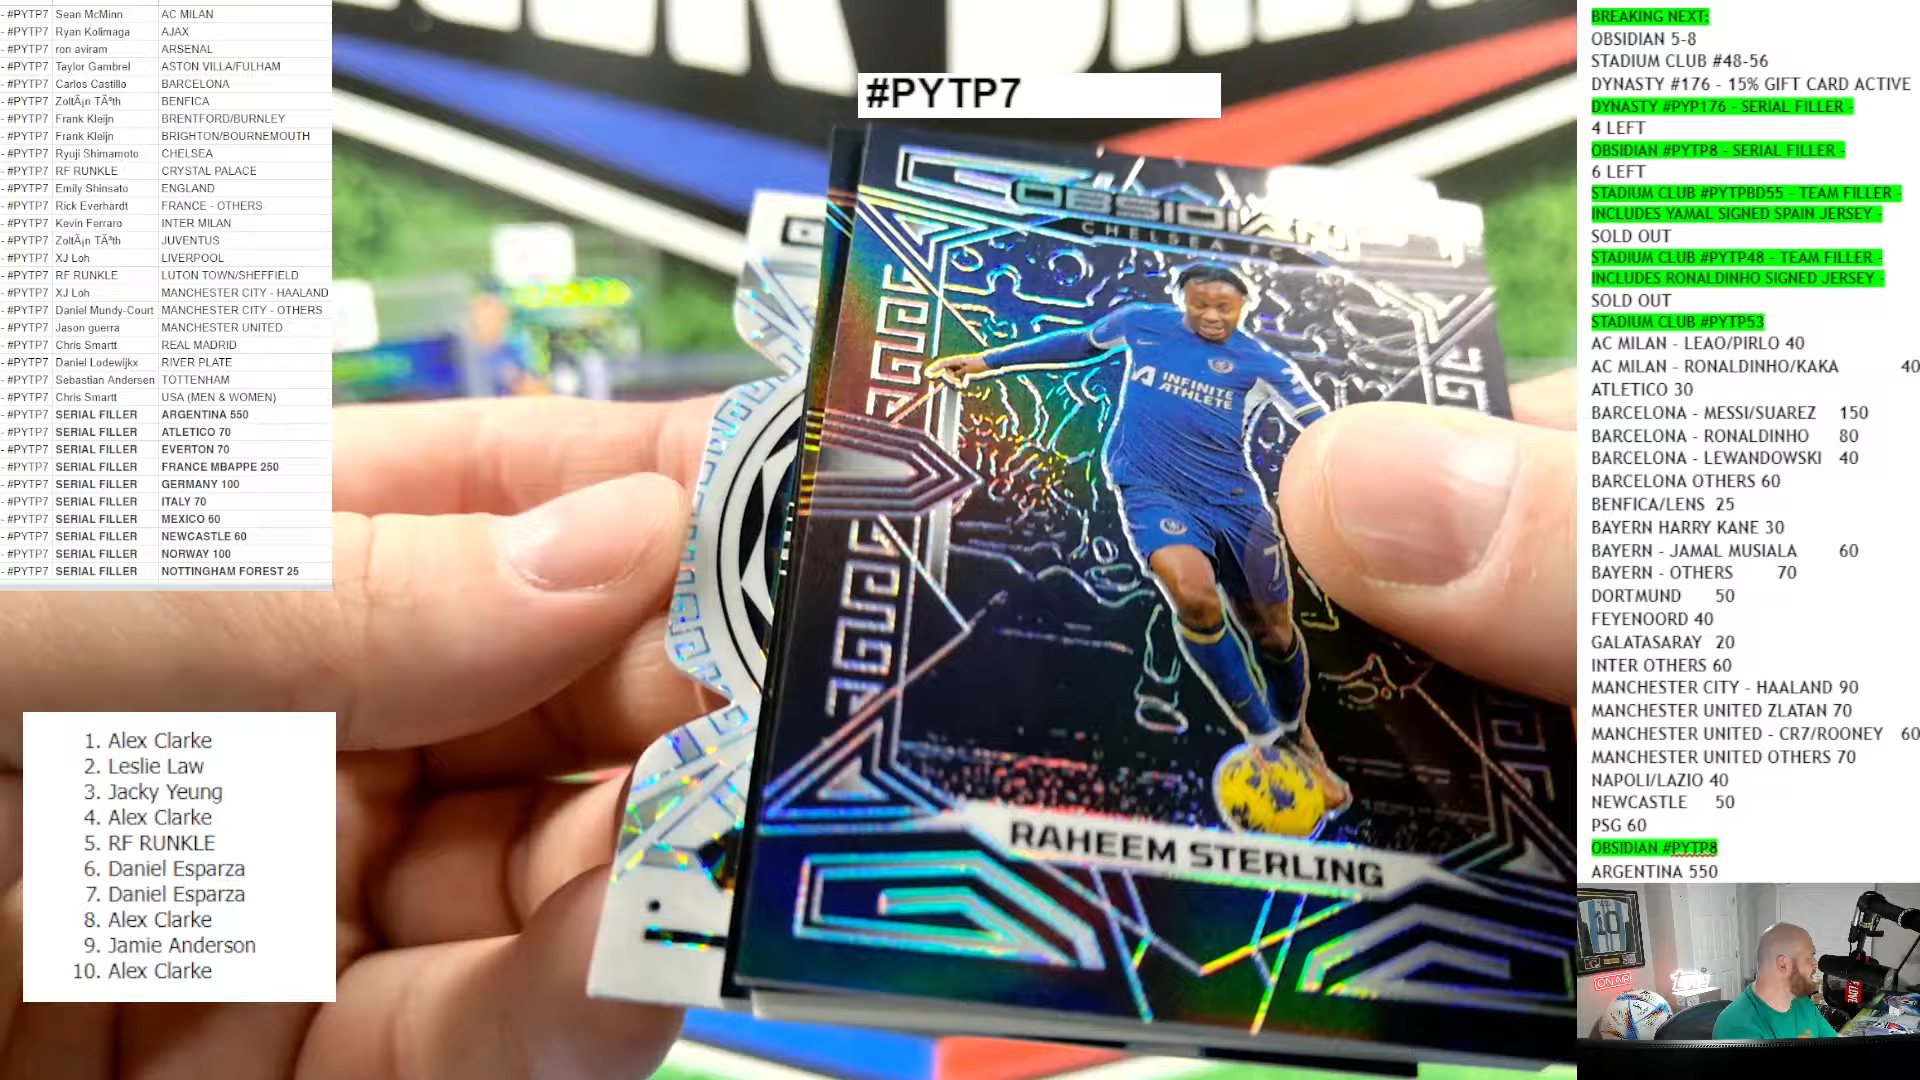 - #PYTP7 Sean McMinn AC MILAN
- #PYTP7 Ryan Kolimaga AJAX
- #PYTP7 ron aviram ARSENAL
- #PYTP7 Taylor Gambrel ASTON VILLA/FULHAM
- #PYTP7 Carlos Castillo BARCELONA
- #PYTP7 ZoltÃ¡n TÃ³th BENFICA
- #PYTP7 Frank Kleijn BRENTFORD/BURNLEY
- #PYTP7 Frank Kleijn BRIGHTON/BOURNEMOUTH
- #PYTP7 Ryuji Shimamoto CHELSEA
- #PYTP7 RF RUNKLE CRYSTAL PALACE
- #PYTP7 Emily Shinsato ENGLAND
- #PYTP7 Rick Everhardt FRANCE - OTHERS
- #PYTP7 Kevin Ferraro INTER MILAN
- #PYTP7 ZoltÃ¡n TÃ³th JUVENTUS
- #PYTP7 XJ Loh LIVERPOOL
- #PYTP7 RF RUNKLE LUTON TOWN/SHEFFIELD
- #PYTP7 XJ Loh MANCHESTER CITY - HAALAND
- #PYTP7 Daniel Mundy-Court MANCHESTER CITY - OTHERS
- #PYTP7 Jason guerra MANCHESTER UNITED
- #PYTP7 Chris Smartt REAL MADRID
- #PYTP7 Daniel Lodewijkx RIVER PLATE
- #PYTP7 Sebastian Andersen TOTTENHAM
- #PYTP7 Chris Smartt USA (MEN & WOMEN)
- #PYTP7 SERIAL FILLER ARGENTINA 550
- #PYTP7 SERIAL FILLER ATLETICO 70
- #PYTP7 SERIAL FILLER EVERTON 70
- #PYTP7 SERIAL FILLER FRANCE MBAPPE 250
- #PYTP7 SERIAL FILLER GERMANY 100
- #PYTP7 SERIAL FILLER ITALY 70
- #PYTP7 SERIAL FILLER MEXICO 60
- #PYTP7 SERIAL FILLER NEWCASTLE 60
- #PYTP7 SERIAL FILLER NORWAY 100
- #PYTP7 SERIAL FILLER NOTTINGHAM FOREST 25
1. Alex Clarke
2. Leslie Law
3. Jacky Yeung
4. Alex Clarke
5. RF RUNKLE
6. Daniel Esparza
7. Daniel Esparza
8. Alex Clarke
9. Jamie Anderson
10. Alex Clarke
#PYTP7
OBSIDIAN
CHELSEA FC
INFINITE
ATHLETE
7
RAHEEM STERLING
BREAKING NEXT:
OBSIDIAN 5-8
STADIUM CLUB #48-56
DYNASTY #176 - 15% GIFT CARD ACTIVE
DYNASTY #PYP176 - SERIAL FILLER -
4 LEFT
OBSIDIAN #PYTP8 - SERIAL FILLER -
6 LEFT
STADIUM CLUB #PYTPBD55 - TEAM FILLER -
INCLUDES YAMAL SIGNED SPAIN JERSEY -
SOLD OUT
STADIUM CLUB #PYTP48 - TEAM FILLER -
INCLUDES RONALDINHO SIGNED JERSEY -
SOLD OUT
STADIUM CLUB #PYTP53
AC MILAN - LEAO/PIRLO 40
AC MILAN - RONALDINHO/KAKA 40
ATLETICO 30
BARCELONA - MESSI/SUAREZ 150
BARCELONA - RONALDINHO 80
BARCELONA - LEWANDOWSKI 40
BARCELONA OTHERS 60
BENFICA/LENS 25
BAYERN HARRY KANE 30
BAYERN - JAMAL MUSIALA 60
BAYERN - OTHERS 70
DORTMUND 50
FEYENOORD 40
GALATASARAY 20
INTER OTHERS 60
MANCHESTER CITY - HAALAND 90
MANCHESTER UNITED ZLATAN 70
MANCHESTER UNITED - CR7/ROONEY 60
MANCHESTER UNITED OTHERS 70
NAPOLI/LAZIO 40
NEWCASTLE 50
PSG 60
OBSIDIAN #PYTP8
ARGENTINA 550
10
ON AIR